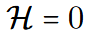 ℋ = 0